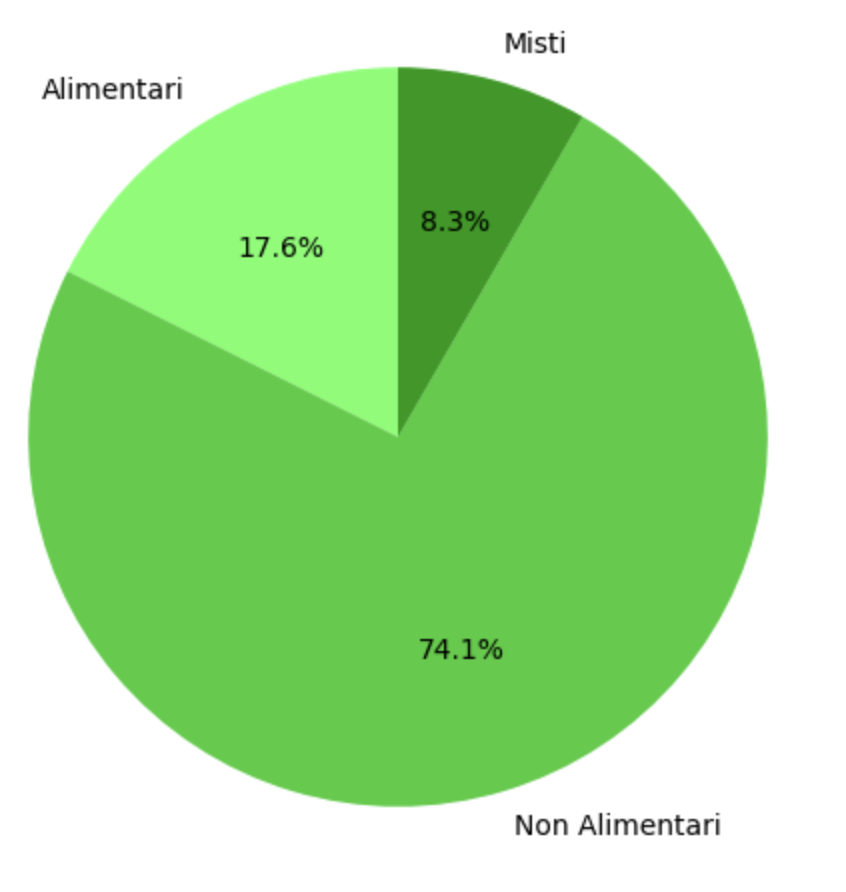 Misti
Alimentari
8.3%
17.6%
74.1%
Non Alimentari